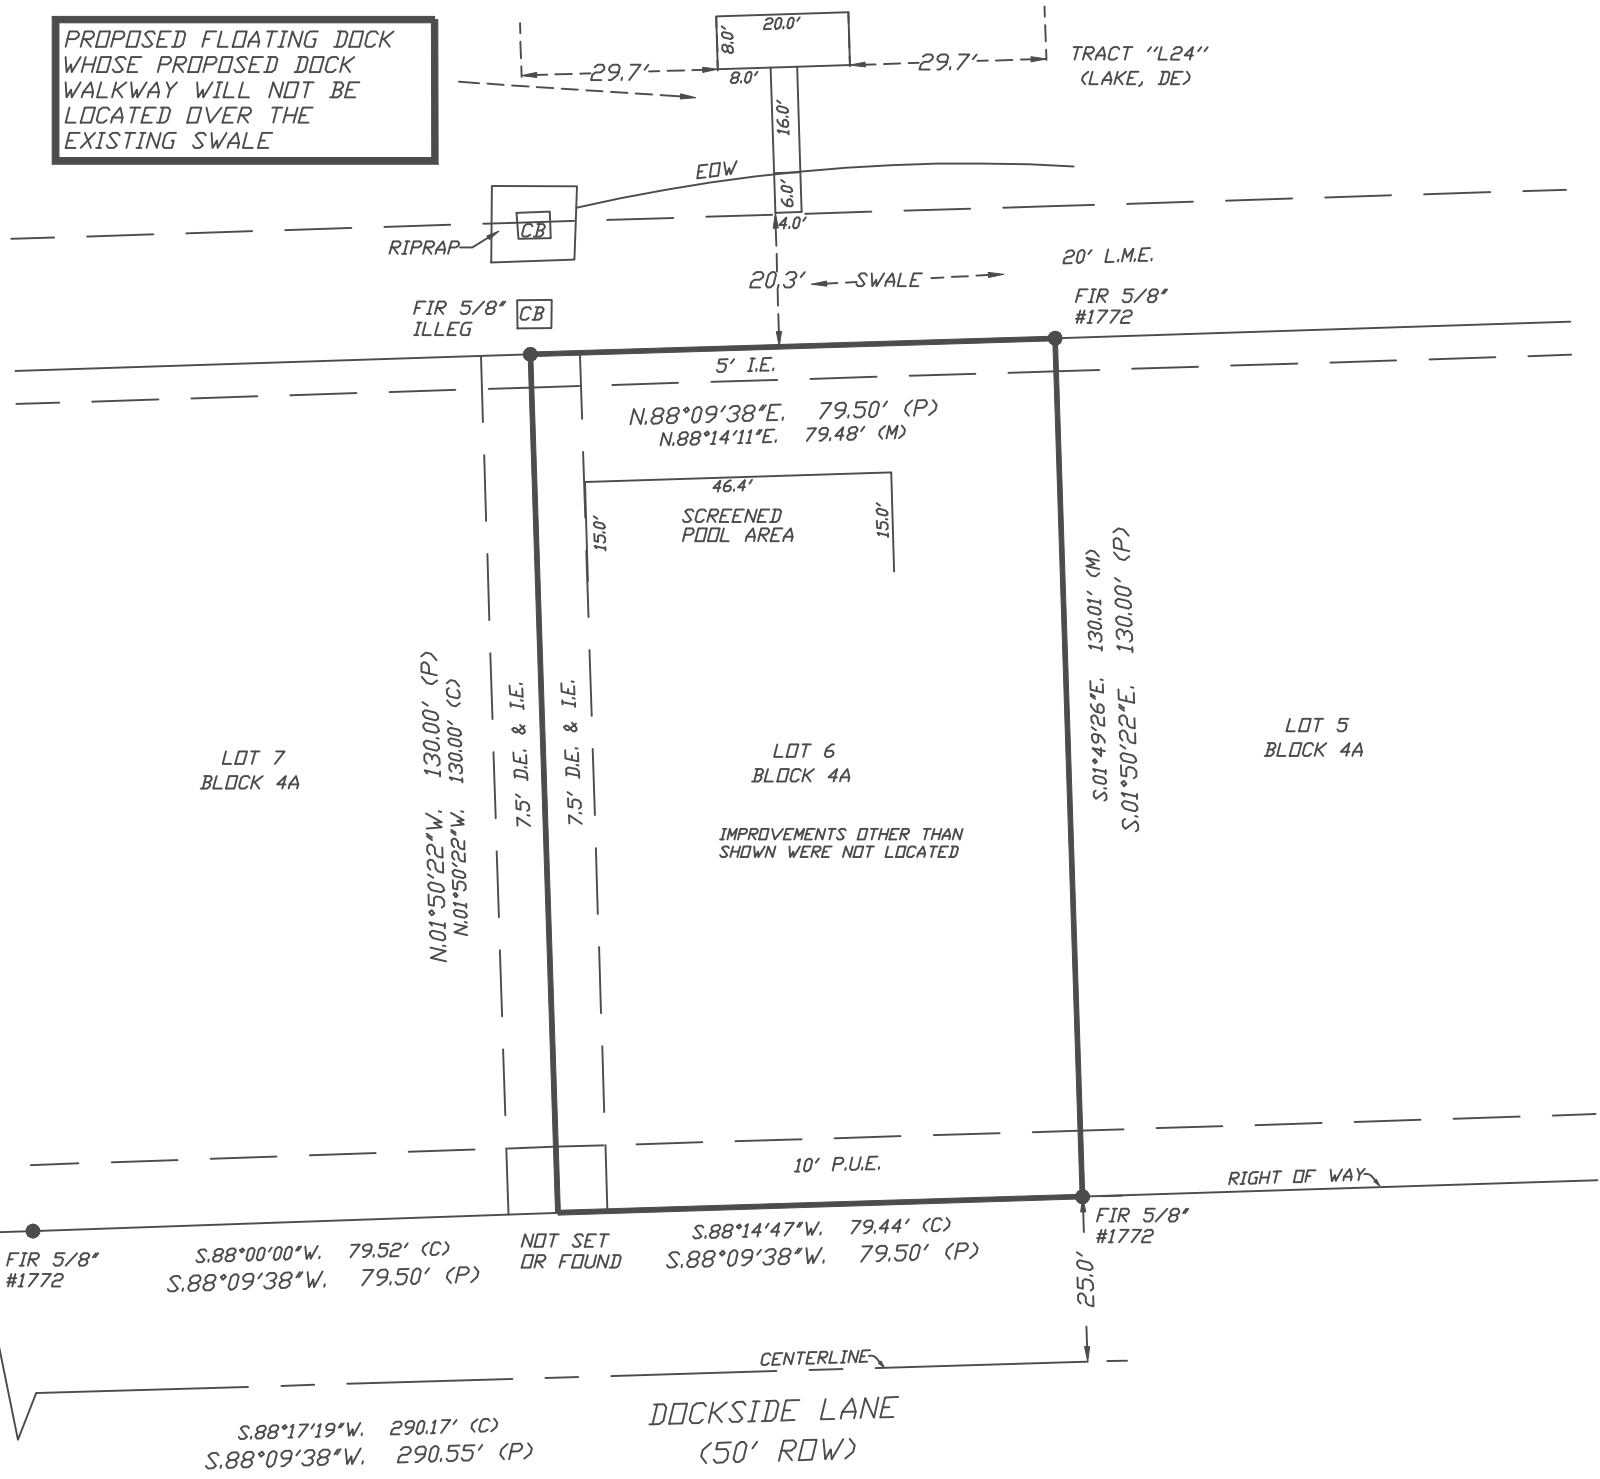 PROPOSED FLOATING DOCK
WHOSE PROPOSED DOCK
WALKWAY WILL NOT BE
LOCATED OVER THE
EXISTING SWALE
20.0'
8.0'
29.7'
8.0'
29.7'
TRACT "L24"
(LAKE, DE)
16.0'
EOW
6.0'
4.0'
CB
RIPRAP
20.3'
SWALE
20' L.M.E.
FIR 5/8"
ILLEG
CB
FIR 5/8"
#1772
5' I.E.
N.88°09'38"E. 79.50' (P)
N.88°14'11"E. 79.48' (M)
46.4'
SCREENED
POOL AREA
15.0'
15.0'
N.01°50'22"W. 130.00' (P)
N.01°50'22"W. 130.00' (C)
7.5' D.E. & I.E.
7.5' D.E. & I.E.
S.01°49'26"E. 130.01' (M)
S.01°50'22"E. 130.00' (P)
LOT 7
BLOCK 4A
LOT 6
BLOCK 4A
LOT 5
BLOCK 4A
IMPROVEMENTS OTHER THAN
SHOWN WERE NOT LOCATED
10' P.U.E.
RIGHT OF WAY
FIR 5/8"
#1772
S.88°00'00"W. 79.52' (C)
S.88°09'38"W. 79.50' (P)
NOT SET
OR FOUND
S.88°14'47"W. 79.44' (C)
S.88°09'38"W. 79.50' (P)
FIR 5/8"
#1772
25.0'
CENTERLINE
DOCKSIDE LANE
(50' ROW)
S.88°17'19"W. 290.17' (C)
S.88°09'38"W. 290.55' (P)